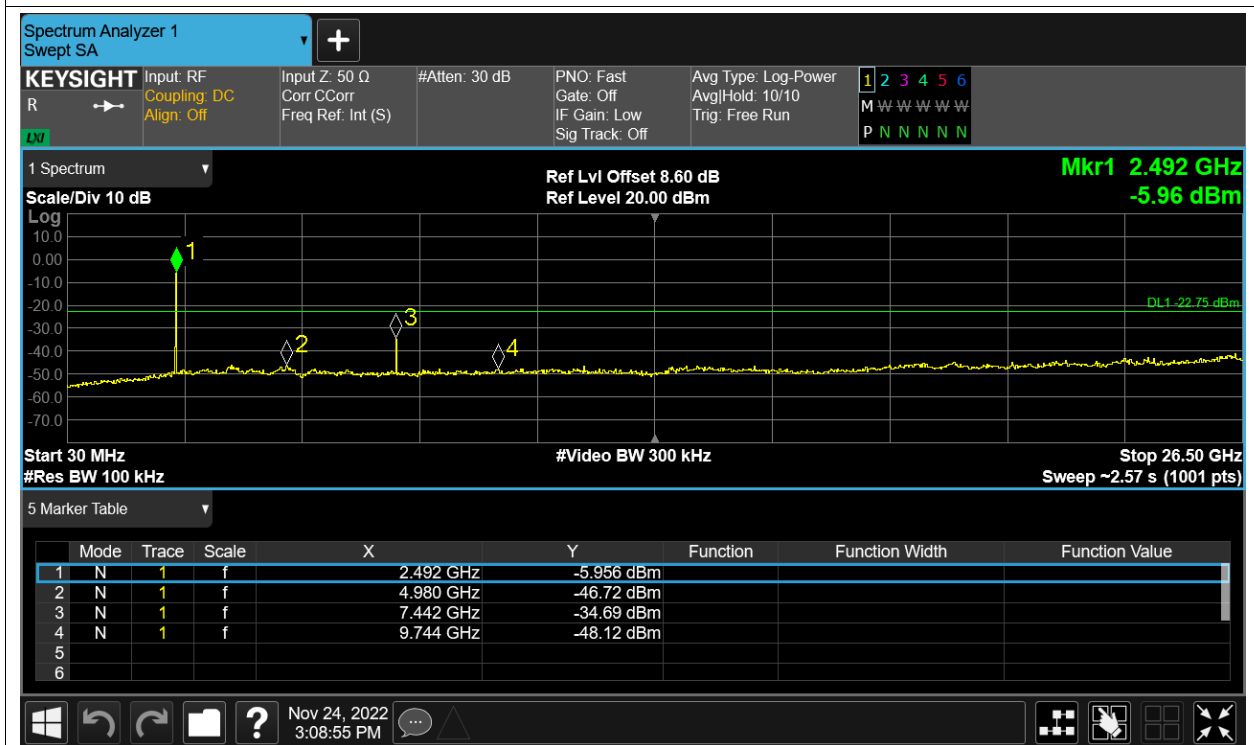 Spectrum Analyzer 1
Swept SA
+
KEYSIGHT Input: RF Input Z: 50 Ω #Atten: 30 dB PNO: Fast Avg Type: Log-Power 1 2 3 4 5 6
R Coupling: DC Corr CCorr Gate: Off Avg|Hold: 10/10 M W W W W W
Align: Off Freq Ref: Int (S) IF Gain: Low Trig: Free Run
LXI Sig Track: Off P N N N N N
1 Spectrum Ref Lvl Offset 8.60 dB Mkr1 2.492 GHz
Scale/Div 10 dB Ref Level 20.00 dBm -5.96 dBm
Log
10.0
1
0.00
-10.0
-20.0 DL1 -22.75 dBm
3
-30.0
2 4
-40.0
-50.0
-60.0
-70.0
Start 30 MHz #Video BW 300 kHz Stop 26.50 GHz
#Res BW 100 kHz Sweep ~2.57 s (1001 pts)
5 Marker Table
Mode Trace Scale X Y Function Function Width Function Value
1 N 1 f 2.492 GHz -5.956 dBm
2 N 1 f 4.980 GHz -46.72 dBm
3 N 1 f 7.442 GHz -34.69 dBm
4 N 1 f 9.744 GHz -48.12 dBm
5
6
? Nov 24, 2022
3:08:55 PM